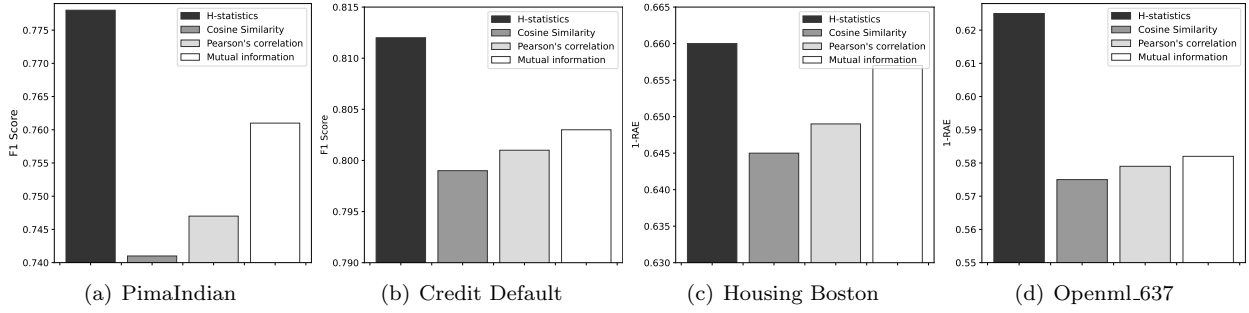 0.775
0.770
0.765
0.760
0.755
0.750
0.745
0.740
F1 Score
H-statistics
Cosine Similarity
Pearson's correlation
Mutual information
(a) PimaIndian
0.815
0.810
0.805
0.800
0.795
0.790
F1 Score
H-statistics
Cosine Similarity
Pearson's correlation
Mutual information
(b) Credit Default
0.665
0.660
0.655
0.650
0.645
0.640
0.635
0.630
1-RAE
H-statistics
Cosine Similarity
Pearson's correlation
Mutual information
(c) Housing Boston
0.62
0.61
0.60
0.59
0.58
0.57
0.56
0.55
1-RAE
H-statistics
Cosine Similarity
Pearson's correlation
Mutual information
(d) Openml_637